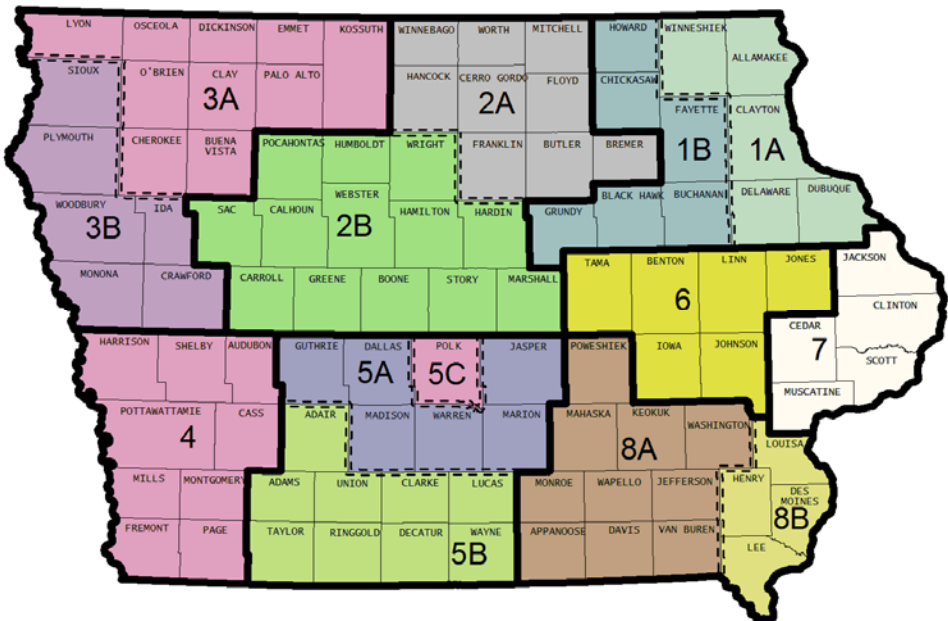 LYON
OSCEOLA
DICKINSON
EMMET
KOSSUTH
WINNEBAGO
WORTH
MITCHELL
HOWARD
WINNESHIEK
ALLAMAKEE
SIOUX
O'BRIEN
CLAY
PALO ALTO
HANCOCK
CERRO GORDO
FLOYD
CHICKASAW
3A
2A
FAYETTE
CLAYTON
PLYMOUTH
CHEROKEE
BUENA
VISTA
POCAHONTAS
HUMBOLDT
WRIGHT
FRANKLIN
BUTLER
BREMER
1B
1A
WOODBURY
IDA
SAC
CALHOUN
WEBSTER
HAMILTON
HARDIN
GRUNDY
BLACK HAWK
BUCHANAN
DELAWARE
DUBUQUE
3B
2B
MONONA
CRAWFORD
CARROLL
GREENE
BOONE
STORY
MARSHALL
TAMA
BENTON
LINN
JONES
JACKSON
6
CLINTON
HARRISON
SHELBY
AUDUBON
GUTHRIE
DALLAS
POLK
JASPER
POWESHIEK
IOWA
JOHNSON
CEDAR
7
SCOTT
5A
5C
MUSCATINE
POTTAWATTAMIE
CASS
ADAIR
MADISON
WARREN
MARION
MAHASKA
KEOKUK
WASHINGTON
LOUISA
4
8A
MILLS
MONTGOMERY
ADAMS
UNION
CLARKE
LUCAS
MONROE
WAPELLO
JEFFERSON
HENRY
DES
MOINES
8B
FREMONT
PAGE
TAYLOR
RINGGOLD
DECATUR
WAYNE
APPANOOSE
DAVIS
VAN BUREN
LEE
5B